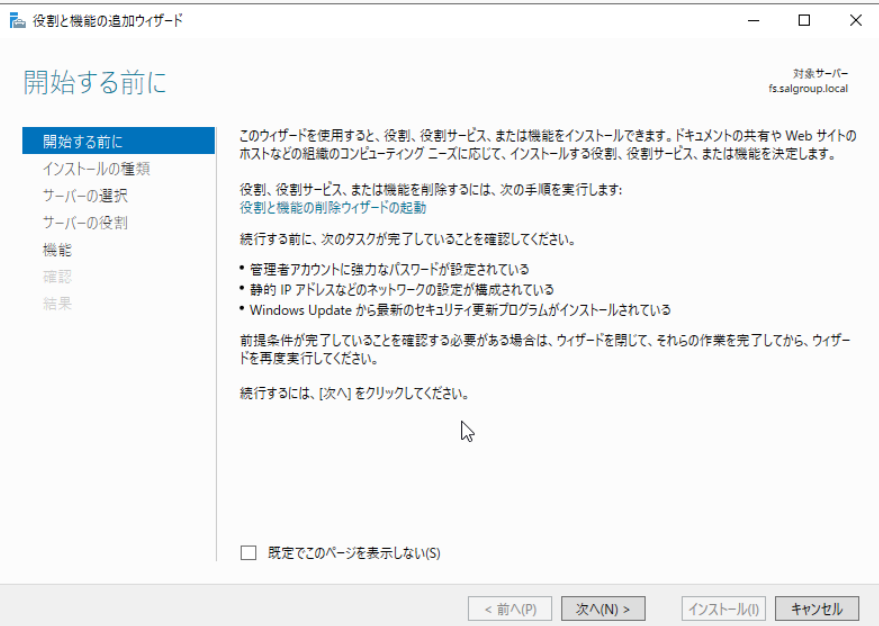 役割と機能の追加ウィザード
開始する前に
対象サーバー
fs.salgroup.local
開始する前に
インストールの種類
サーバーの選択
サーバーの役割
機能
確認
結果
このウィザードを使用すると、役割、役割サービス、または機能をインストールできます。ドキュメントの共有や Web サイトの
ホストなどの組織のコンピューティング ニーズに応じて、インストールする役割、役割サービス、または機能を決定します。
役割、役割サービス、または機能を削除するには、次の手順を実行します:
役割と機能の削除ウィザードの起動
続行する前に、次のタスクが完了していることを確認してください。
• 管理者アカウントに強力なパスワードが設定されている
• 静的 IP アドレスなどのネットワークの設定が構成されている
• Windows Update から最新のセキュリティ更新プログラムがインストールされている
前提条件が完了していることを確認する必要がある場合は、ウィザードを閉じて、それらの作業を完了してから、ウィザー
ドを再度実行してください。
続行するには、[次へ] をクリックしてください。
既定でこのページを表示しない(S)
< 前へ(P)
次へ(N) >
インストール(I)
キャンセル